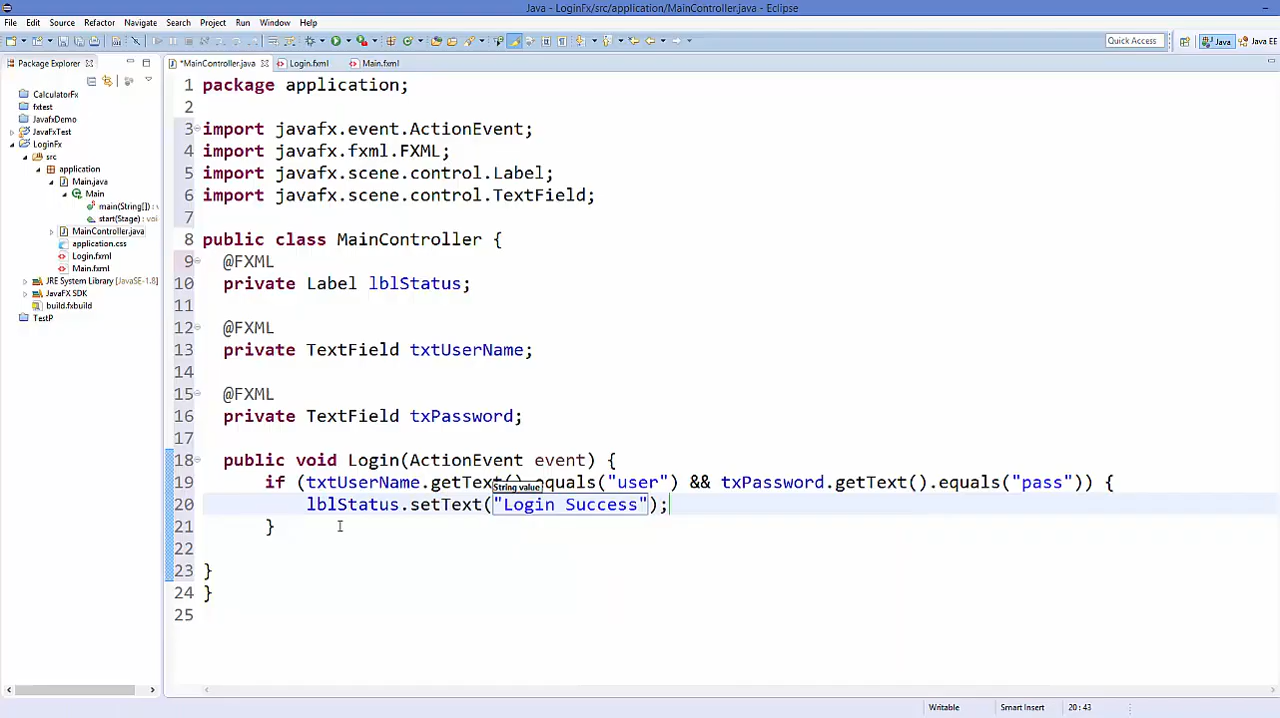 Java - LoginFx/src/application/MainController.java - Eclipse
File Edit Source Refactor Navigate Search Project Run Window Help
Quick Access Java Java EE
Package Explorer
*MainController.java Login.fxml Main.fxml
CalculatorFx
fxtest
JavafxDemo
JavaFxTest
LoginFx
src
application
Main.java
Main
main(String[]) : v
start(Stage) : voi
MainController.java
application.css
Login.fxml
Main.fxml
JRE System Library [JavaSE-1.8]
JavaFX SDK
build.fxbuild
TestP
1 package application;
2
3 import javafx.event.ActionEvent;
4 import javafx.fxml.FXML;
5 import javafx.scene.control.Label;
6 import javafx.scene.control.TextField;
7
8 public class MainController {
9 @FXML
10 private Label lblStatus;
11
12 @FXML
13 private TextField txtUserName;
14
15 @FXML
16 private TextField txPassword;
17
18 public void Login(ActionEvent event) {
19 if (txtUserName.getText().equals("user") && txPassword.getText().equals("pass")) {
String value
20 lblStatus.setText("Login Success");
21 }
22
23 }
24 }
25
Writable Smart Insert 20 : 43